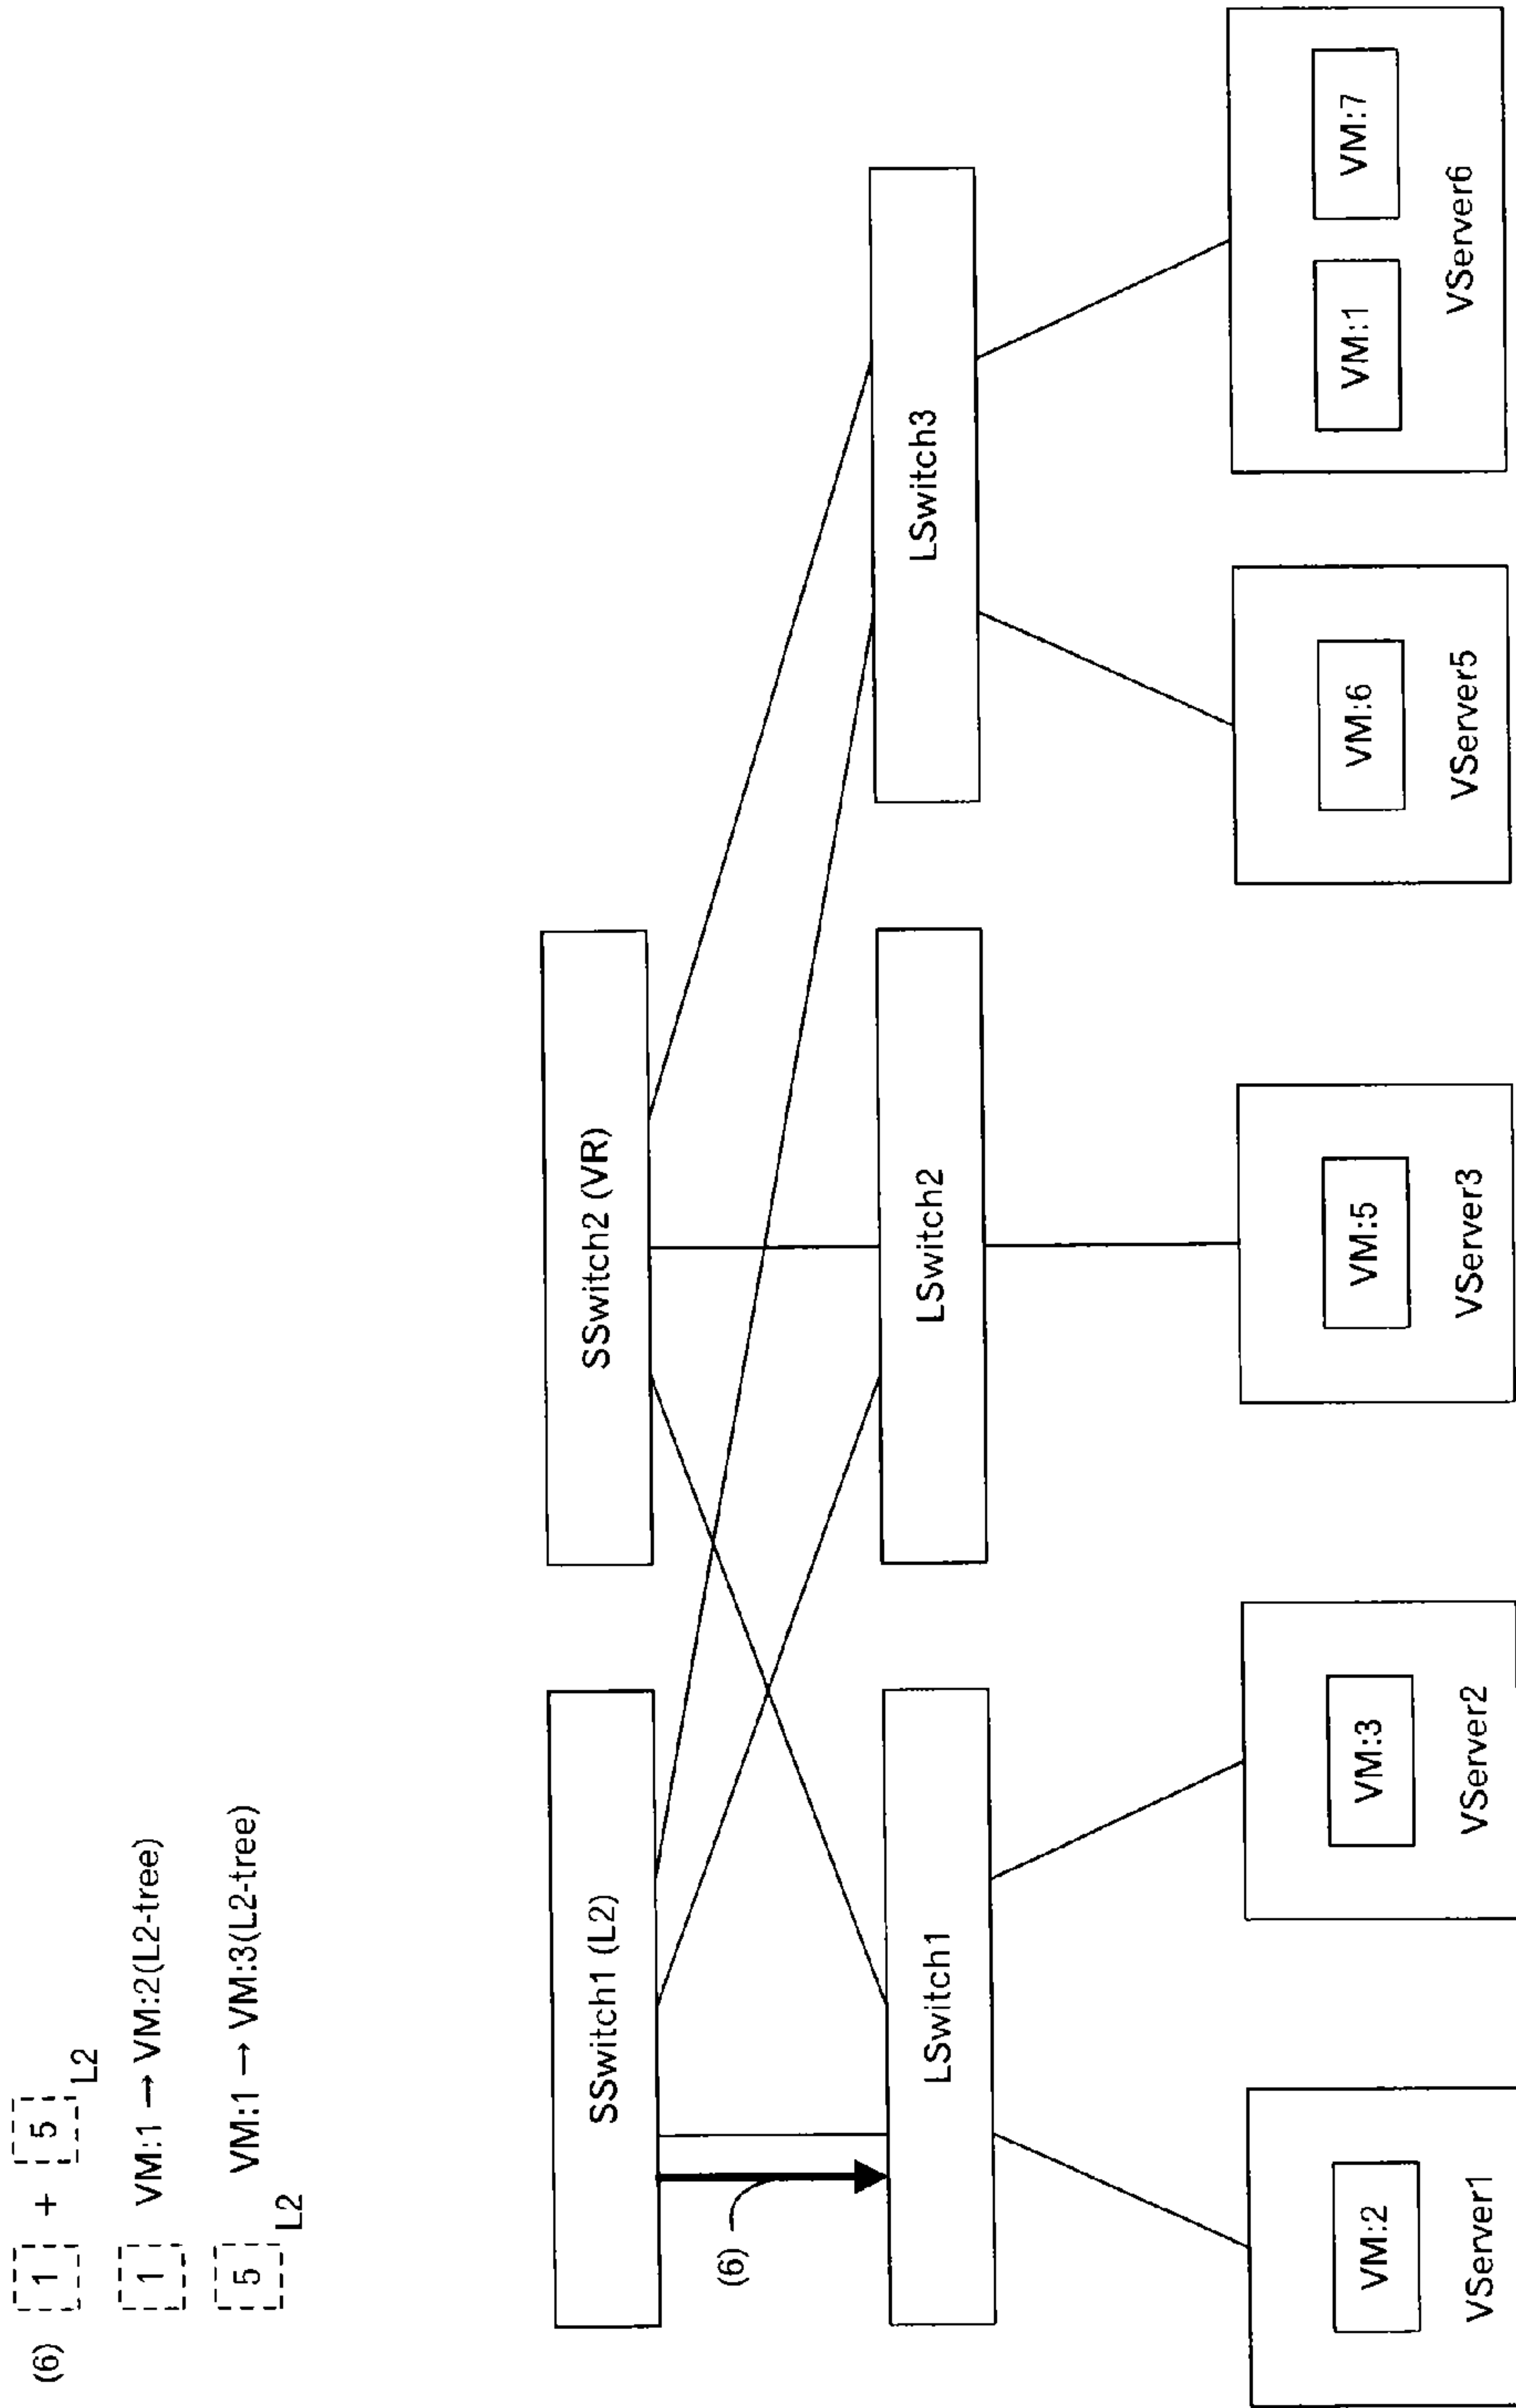 (6) 1 + 5 L2
1 VM:1 → VM:2(L2-tree)
5 L2 VM:1 → VM:3(L2-tree)
SSwitch1 (L2)
SSwitch2 (VR)
(6)
LSwitch1
LSwitch2
LSwitch3
VM:2
VM:3
VM:5
VM:6
VM:1
VM:7
VServer1
VServer2
VServer3
VServer5
VServer6